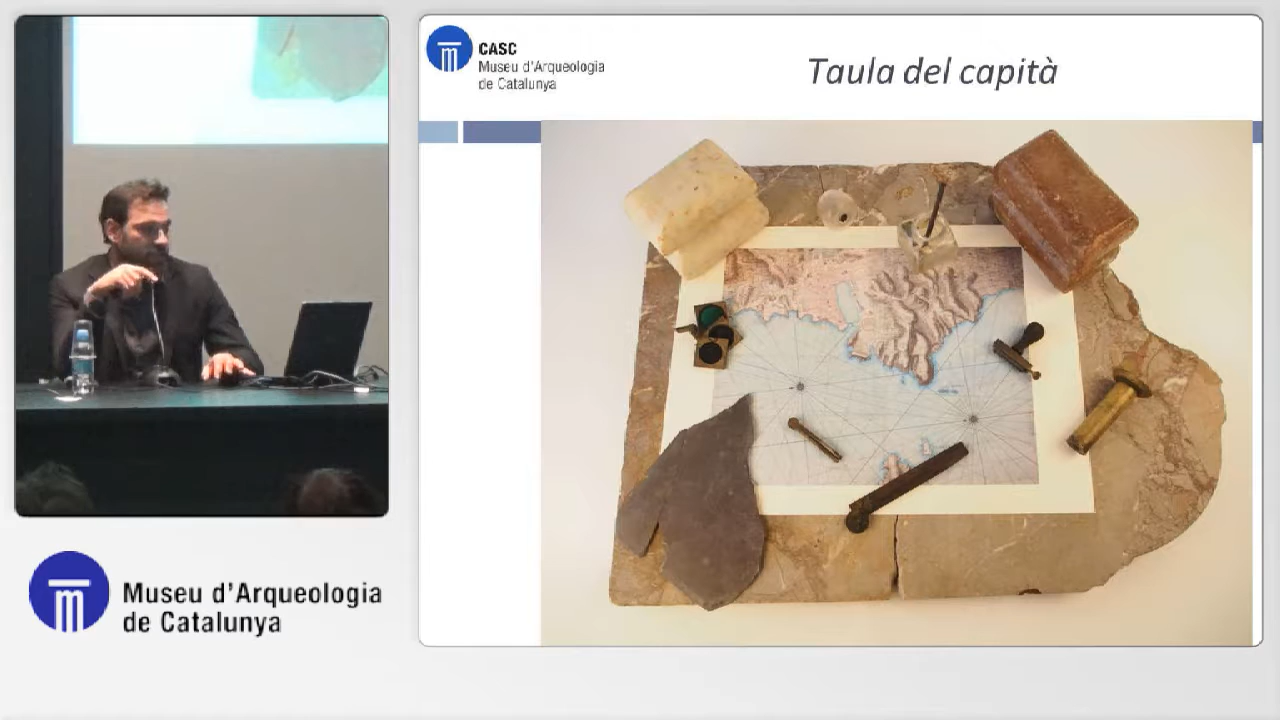 CASC
Museu d'Arqueologia
de Catalunya
Taula del capità
Museu d'Arqueologia
de Catalunya